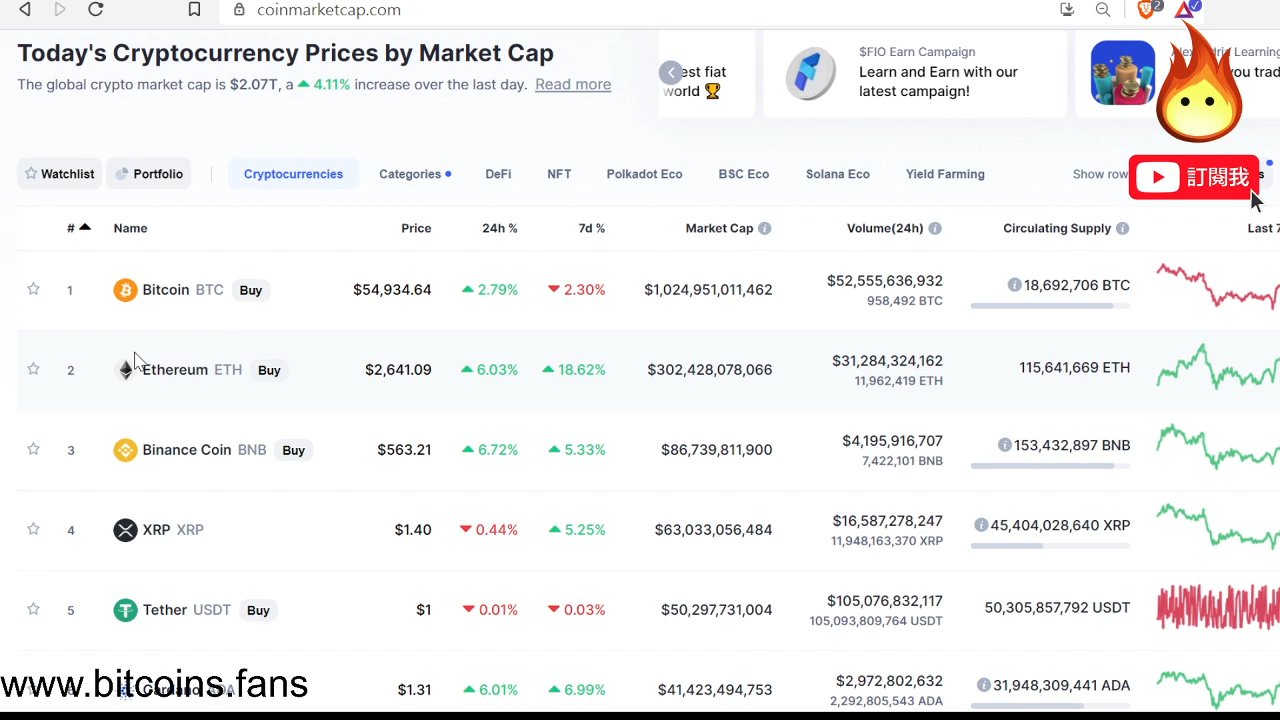 coinmarketcap.com
2
Today's Cryptocurrency Prices by Market Cap
The global crypto market cap is $2.07T, a 4.11% increase over the last day. Read more
est fiat
world
$FIO Earn Campaign
Learn and Earn with our
latest campaign!
Learning
you trad
Watchlist Portfolio Cryptocurrencies Categories DeFi NFT Polkadot Eco BSC Eco Solana Eco Yield Farming Show row
訂閱我
# Name Price 24h % 7d % Market Cap Volume(24h) Circulating Supply Last 7
1 Bitcoin BTC Buy $54,934.64 2.79% 2.30% $1,024,951,011,462 $52,555,636,932 18,692,706 BTC
958,492 BTC
2 Ethereum ETH Buy $2,641.09 6.03% 18.62% $302,428,078,066 $31,284,324,162 115,641,669 ETH
11,962,419 ETH
3 Binance Coin BNB Buy $563.21 6.72% 5.33% $86,739,811,900 $4,195,916,707 153,432,897 BNB
7,422,101 BNB
4 XRP XRP $1.40 0.44% 5.25% $63,033,056,484 $16,587,278,247 45,404,028,640 XRP
11,948,163,370 XRP
5 Tether USDT Buy $1 0.01% 0.03% $50,297,731,004 $105,076,832,117 50,305,857,792 USDT
105,093,809,764 USDT
Cardano ADA $1.31 6.01% 6.99% $41,423,494,753 $2,972,802,632 31,948,309,441 ADA
2,292,805,543 ADA
www.bitcoins.fans